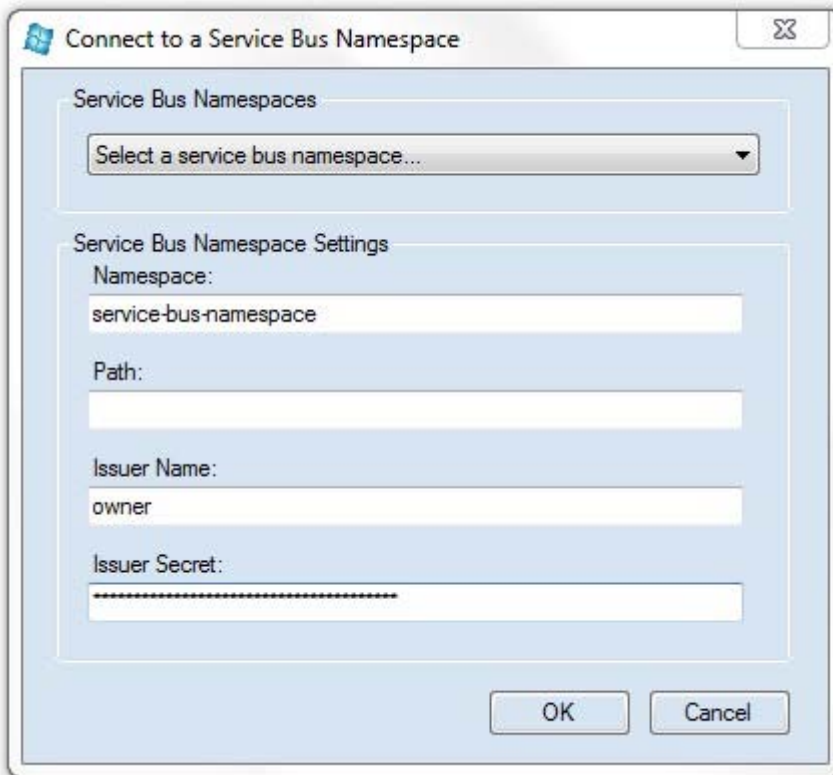 Connect to a Service Bus Namespace
Service Bus Namespaces
Select a service bus namespace...
Service Bus Namespace Settings
Namespace:
service-bus-namespace
Path:
Issuer Name:
owner
Issuer Secret:
OK
Cancel